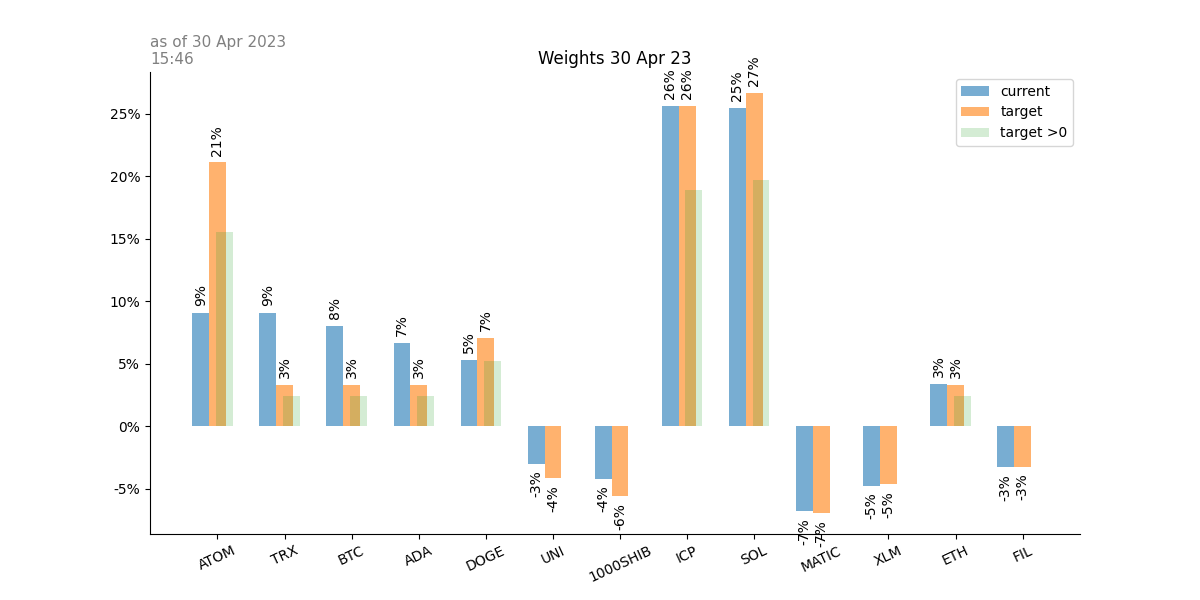 as of 30 Apr 2023
15:46
Weights 30 Apr 23
current
target
target >0
25%
20%
15%
10%
5%
0%
-5%
9%
21%
9%
3%
8%
3%
7%
3%
5%
7%
-3%
-4%
-4%
-6%
26%
26%
25%
27%
-7%
-7%
-5%
-5%
3%
3%
-3%
-3%
ATOM
TRX
BTC
ADA
DOGE
UNI
1000SHIB
ICP
SOL
MATIC
XLM
ETH
FIL